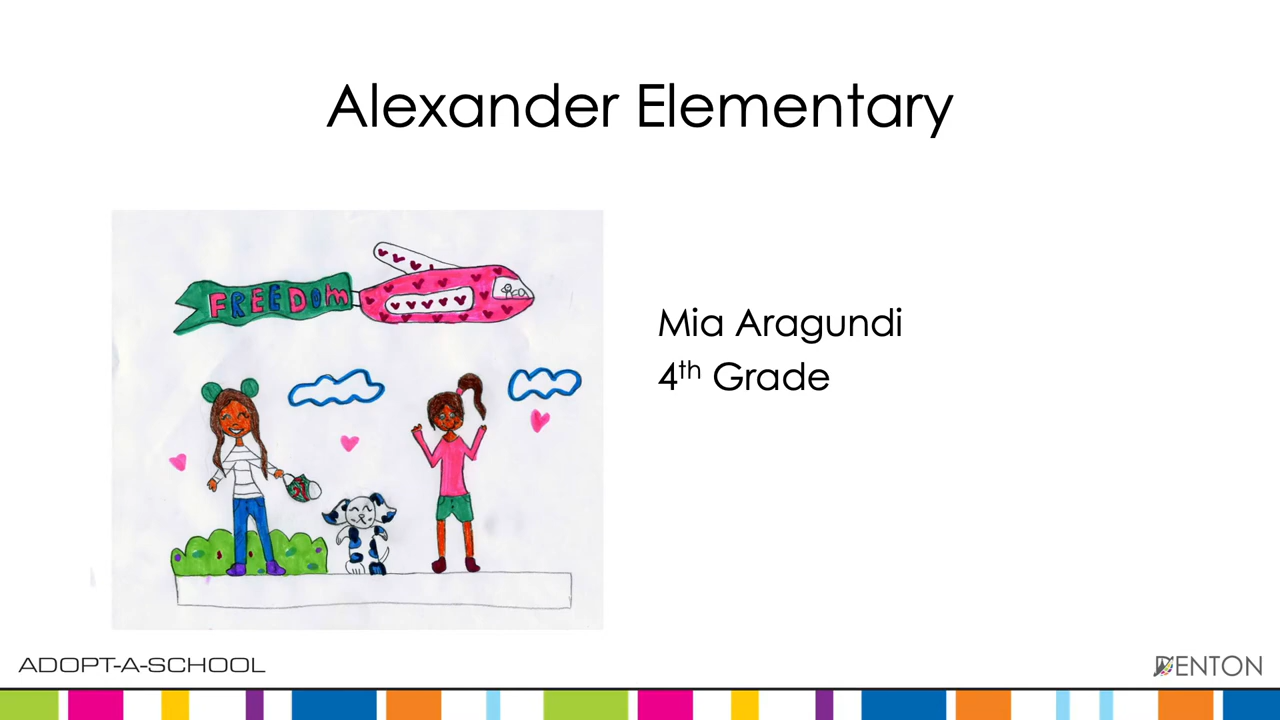 Alexander Elementary
FREEDOM
Mia Aragundi
4th Grade
ADOPT-A-SCHOOL
DENTON